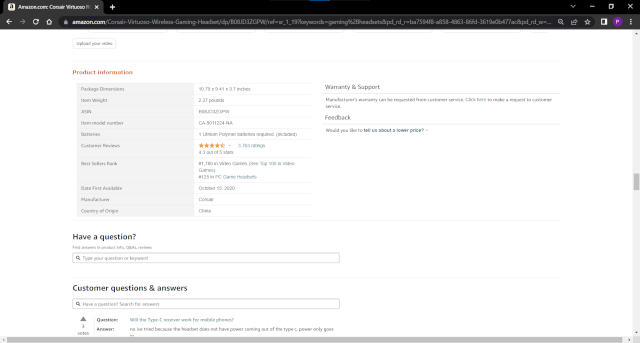 Amazon.com: Corsair Virtuoso R
amazon.com/Corsair-Virtuoso-Wireless-Gaming-Headset/dp/B08JD3ZGPW/ref=sr_1_19?keywords=gaming%2Bheadsets&pd_rd_r=ba7594f8-a858-4863-86fd-3619e0b477ac&pd_rd_w=...
Upload your video
Product information
Package Dimensions 10.79 x 9.41 x 3.7 inches
Item Weight 2.27 pounds
ASIN
Item model number CA-9011224-NA
Batteries 1 Lithium Polymer batteries required. (included)
Customer Reviews 3,703 ratings
4.3 out of 5 stars
Best Sellers Rank #1,180 in Video Games (See Top 100 in Video
Games)
#125 in PC Game Headsets
Date First Available October 15, 2020
Manufacturer Corsair
Country of Origin China
Warranty & Support
Manufacturer's warranty can be requested from customer service. Click here to make a request to customer
service.
Feedback
Would you like to tell us about a lower price?
Have a question?
Find answers in product info, Q&As, reviews
Type your question or keyword
Customer questions & answers
Have a question? Search for answers
3
votes
Question: Will the Type-C receiver work for mobile phones?
Answer: no ive tried because the headset does not have power coming out of the type c, power only goes